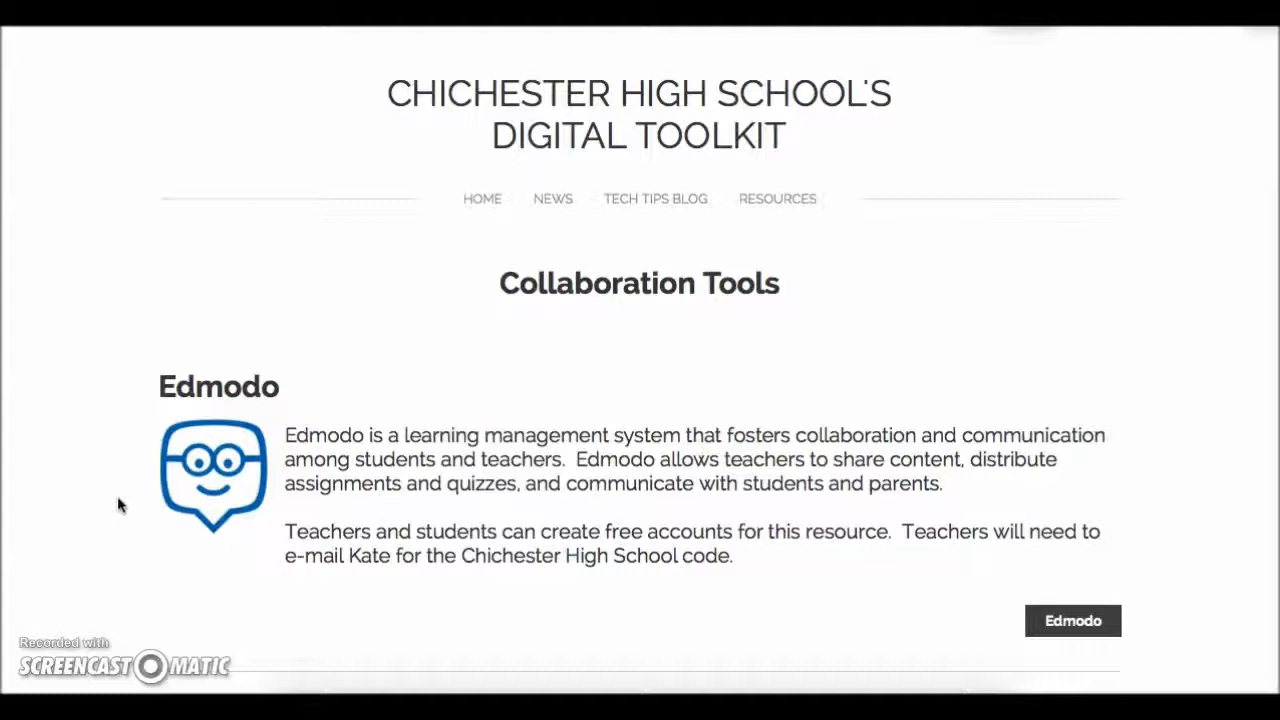 CHICHESTER HIGH SCHOOL'S
DIGITAL TOOLKIT
HOME NEWS TECH TIPS BLOG RESOURCES
Collaboration Tools
Edmodo
Edmodo is a learning management system that fosters collaboration and communication
among students and teachers.  Edmodo allows teachers to share content, distribute
assignments and quizzes, and communicate with students and parents.
Teachers and students can create free accounts for this resource.  Teachers will need to
e-mail Kate for the Chichester High School code.
Edmodo
Recorded with
SCREENCAST-O-MATIC